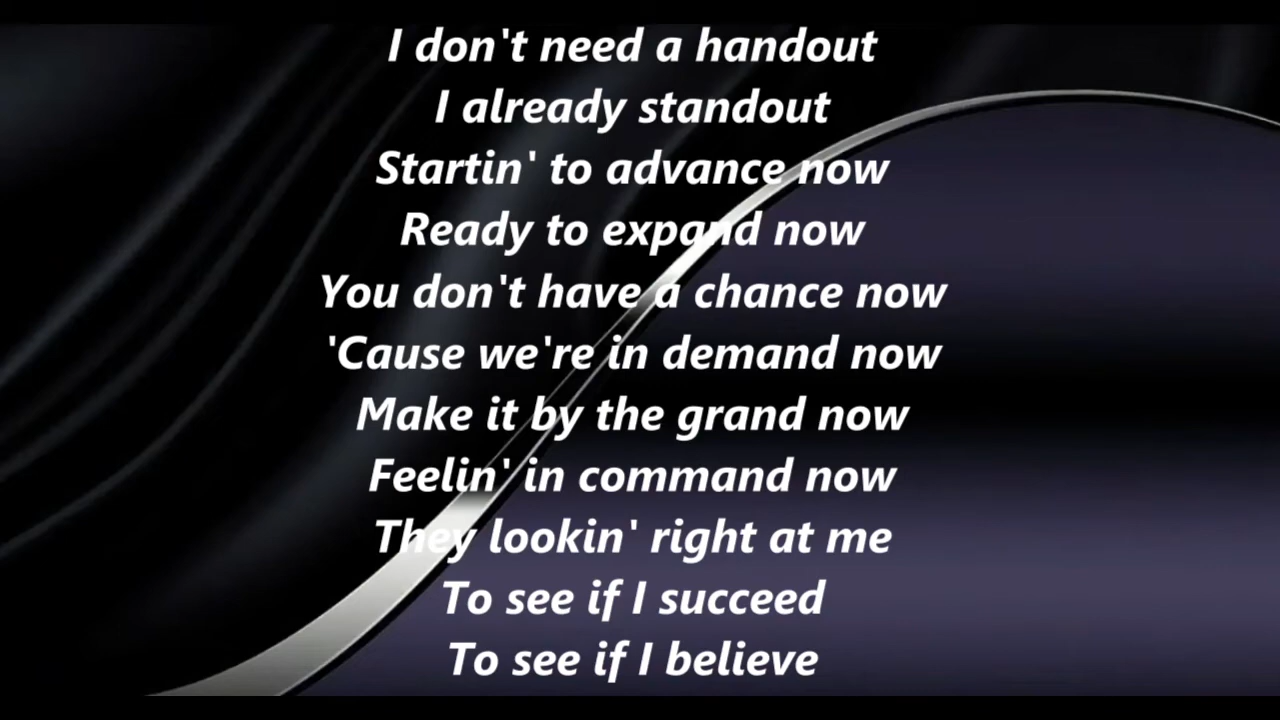 I don't need a handout
I already standout
Startin' to advance now
Ready to expand now
You don't have a chance now
'Cause we're in demand now
Make it by the grand now
Feelin' in command now
They lookin' right at me
To see if I succeed
To see if I believe